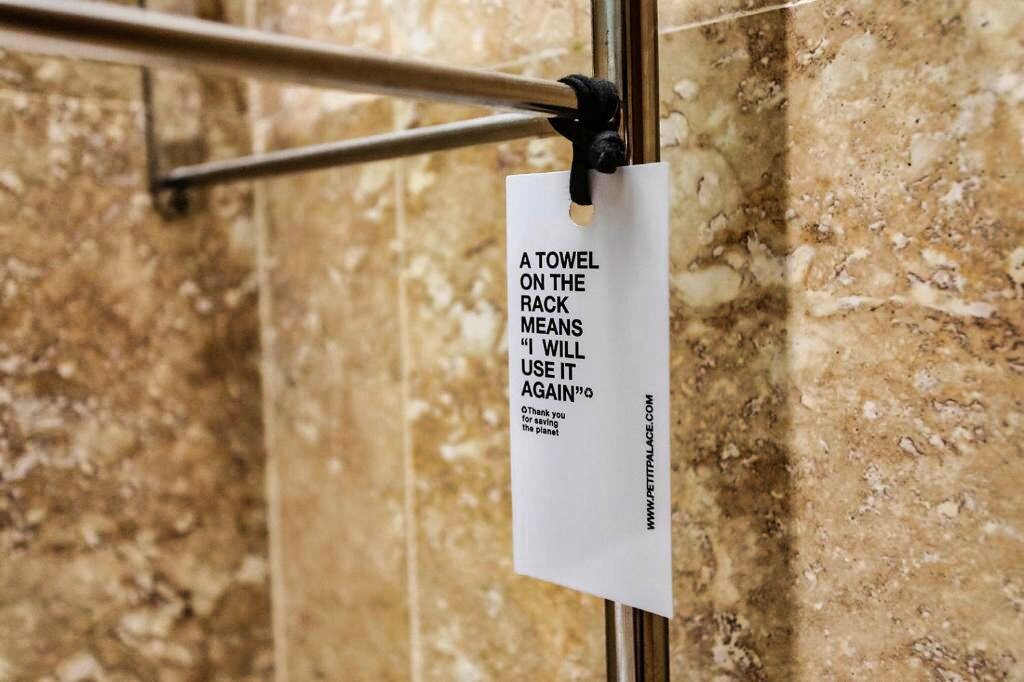 A TOWEL
ON THE
RACK
MEANS
“I WILL
USE IT
AGAIN”♻
♻Thank you
for saving
the planet
WWW.PETITPALACE.COM